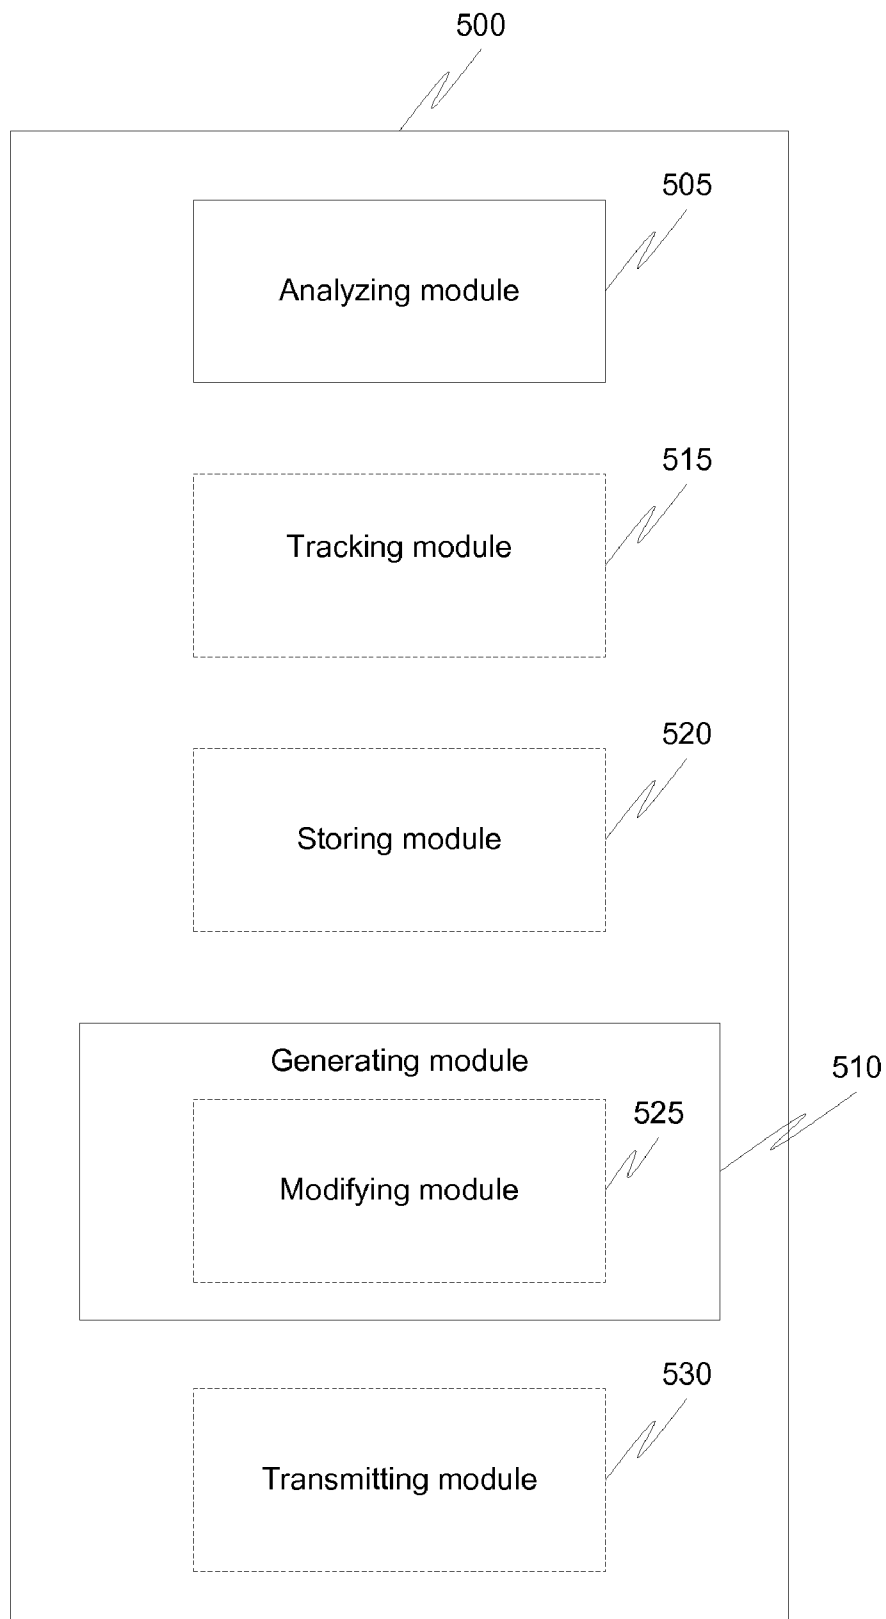 500
505
Analyzing module
515
Tracking module
520
Storing module
Generating module
510
525
Modifying module
530
Transmitting module